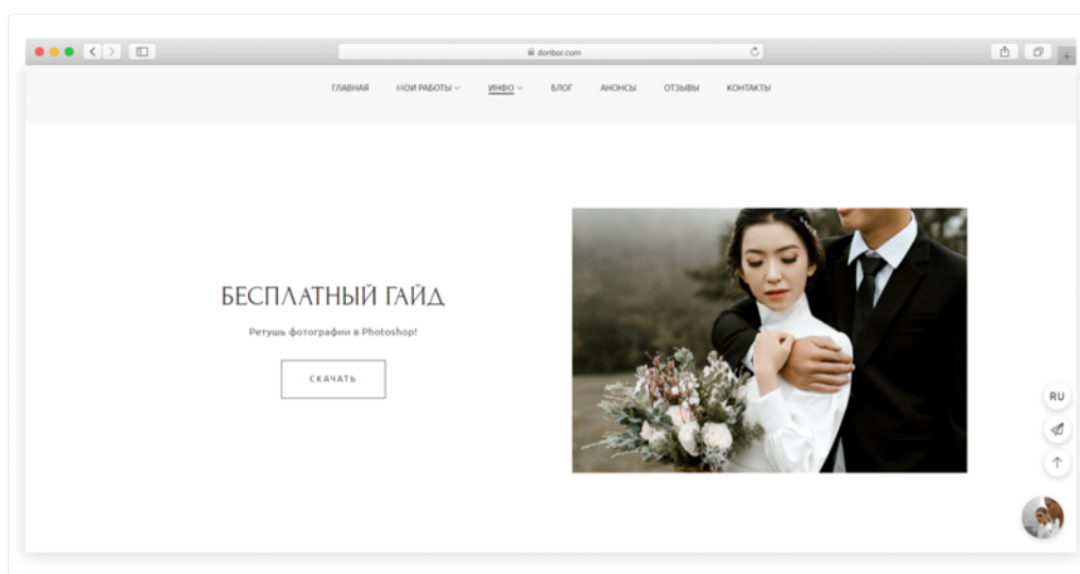 doribor.com
ГЛАВНАЯ МОИ РАБОТЫ ИНФО БЛОГ АНОНСЫ ОТЗЫВЫ КОНТАКТЫ
БЕСПЛАТНЫЙ ГАЙД
Ретушь фотографии в Photoshop!
СКАЧАТЬ
RU